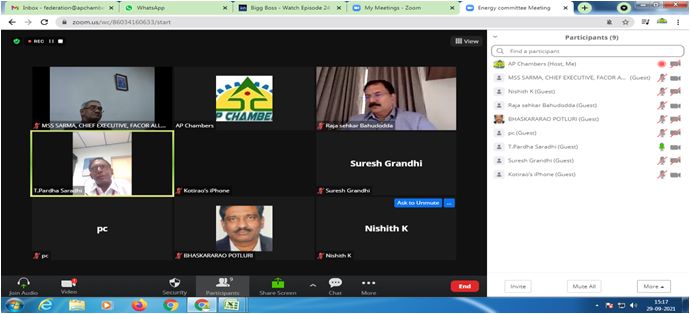 Inbox - federation@apchamb
WhatsApp
Bigg Boss - Watch Episode 24
My Meetings - Zoom
Energy committee Meeting
zoom.us/wc/86034160633/start
REC
View
MSS SARMA, CHIEF EXECUTIVE, FACOR ALL...
AP CHAMBE
AP Chambers
Raja sehkar Bahudodda
T.Pardha Saradhi
Kotirao's iPhone
Suresh Grandhi
Suresh Grandhi
Ask to Unmute ...
pc
pc
BHASKARARAO POTLURI
Nishith K
Nishith K
Join Audio
Video
Security
9
Participants
Share Screen
Chat
More
End
Participants (9)
Find a participant
AP Chambers (Host, Me)
MSS SARMA, CHIEF EXECUTIVE, FACOR A... (Guest)
Nishith K (Guest)
Raja sehkar Bahudodda (Guest)
BHASKARARAO POTLURI (Guest)
pc (Guest)
T.Pardha Saradhi (Guest)
Suresh Grandhi (Guest)
Kotirao's iPhone (Guest)
Invite
Mute All
More
15:17
29-09-2021